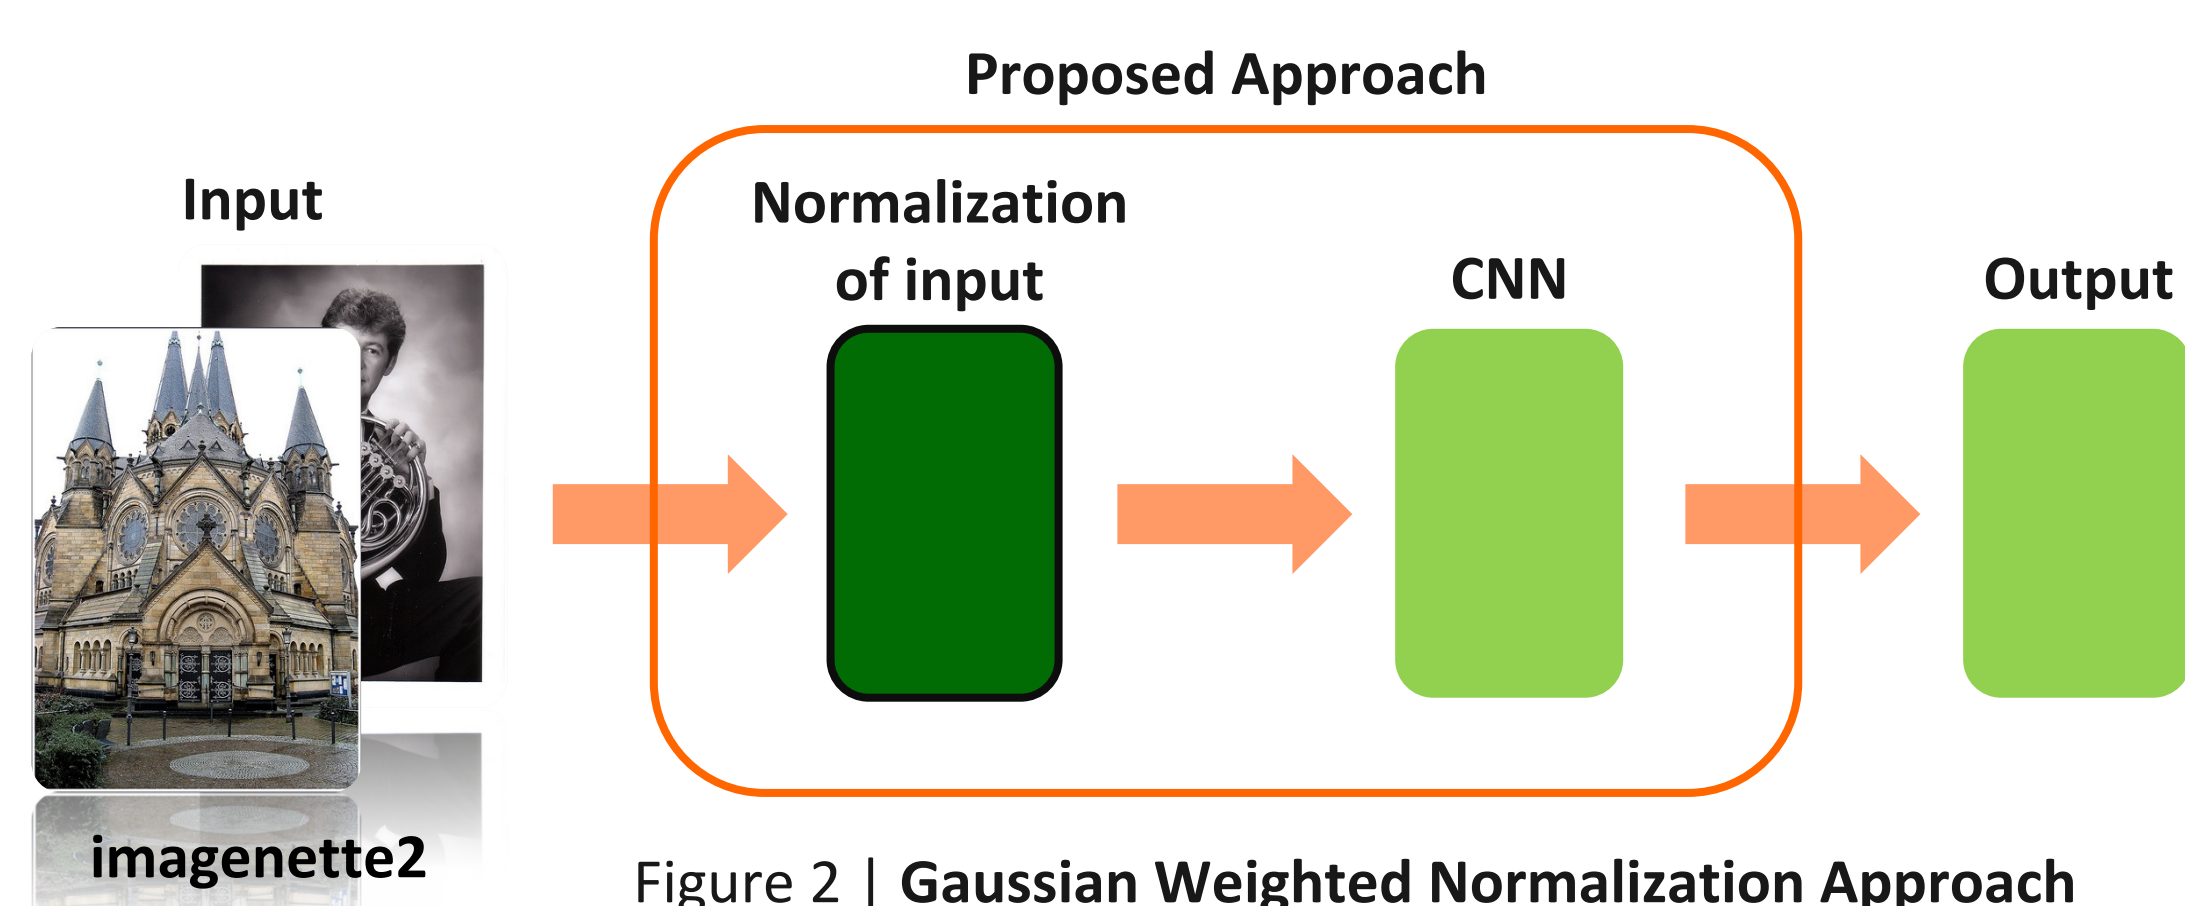 Proposed Approach
Input
Normalization
of input
CNN
Output
imagenette2
Figure 2 | Gaussian Weighted Normalization Approach